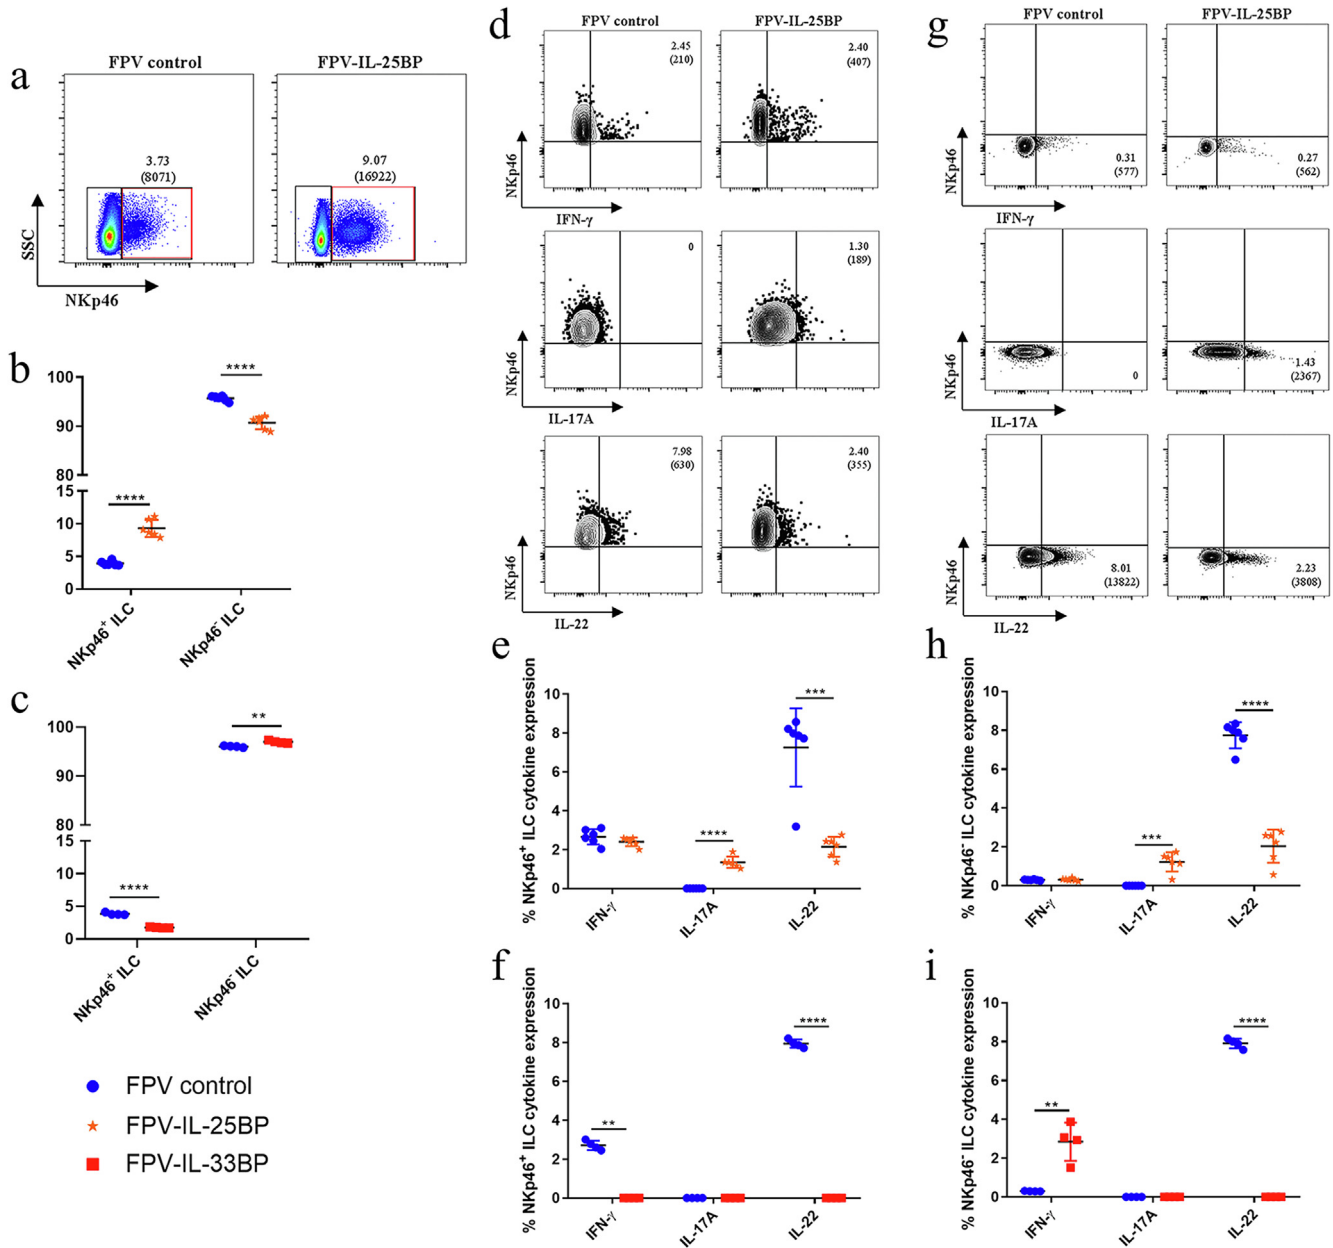 a
FPV control
FPV-IL-25BP
3.73
(8071)
9.07
(16922)
SSC
NKp46
b
****
****
100
90
80
15
10
5
0
NKp46+ ILC
NKp46- ILC
c
**
****
100
90
80
15
10
5
0
NKp46+ ILC
NKp46- ILC
FPV control
FPV-IL-25BP
FPV-IL-33BP
d
FPV control
FPV-IL-25BP
2.45
(210)
2.40
(407)
NKp46
IFN-γ
0
1.30
(189)
NKp46
IL-17A
7.98
(630)
2.40
(355)
NKp46
IL-22
e
% NKp46+ ILC cytokine expression
10
8
6
4
2
0
****
***
IFN-γ
IL-17A
IL-22
f
% NKp46+ ILC cytokine expression
10
8
6
4
2
0
**
****
IFN-γ
IL-17A
IL-22
g
FPV control
FPV-IL-25BP
0.31
(577)
0.27
(562)
NKp46
IFN-γ
0
1.43
(2367)
NKp46
IL-17A
8.01
(13822)
2.23
(3808)
NKp46
IL-22
h
% NKp46- ILC cytokine expression
10
8
6
4
2
0
***
****
IFN-γ
IL-17A
IL-22
i
% NKp46- ILC cytokine expression
10
8
6
4
2
0
**
****
IFN-γ
IL-17A
IL-22